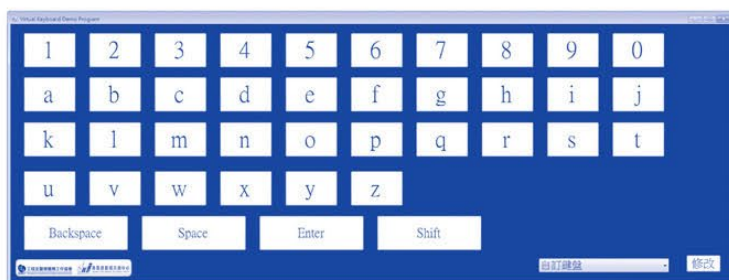 Virtual Keyboard Demo Program
1 2 3 4 5 6 7 8 9 0
a b c d e f g h i j
k l m n o p q r s t
u v w x y z
Backspace Space Enter Shift
自訂鍵盤 修改